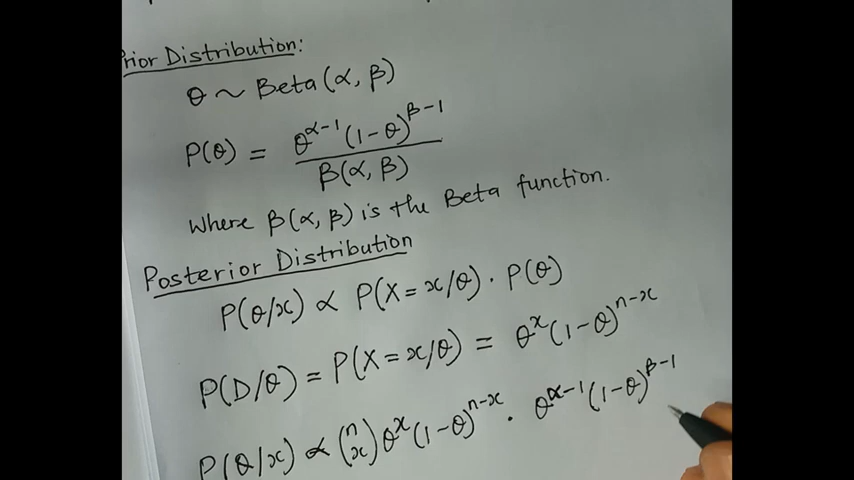 rior Distribution:
θ ~ Beta(α, β)
P(θ) = θ^(α-1) (1-θ)^(β-1) / β(α, β)
Where β(α, β) is the Beta function.
Posterior Distribution
P(θ/x) ∝ P(X = x/θ) · P(θ)
P(D/θ) = P(X = x/θ) = θ^x (1-θ)^(n-x)
P(θ/x) ∝ (n x) θ^x (1-θ)^(n-x) · θ^(α-1) (1-θ)^(β-1)